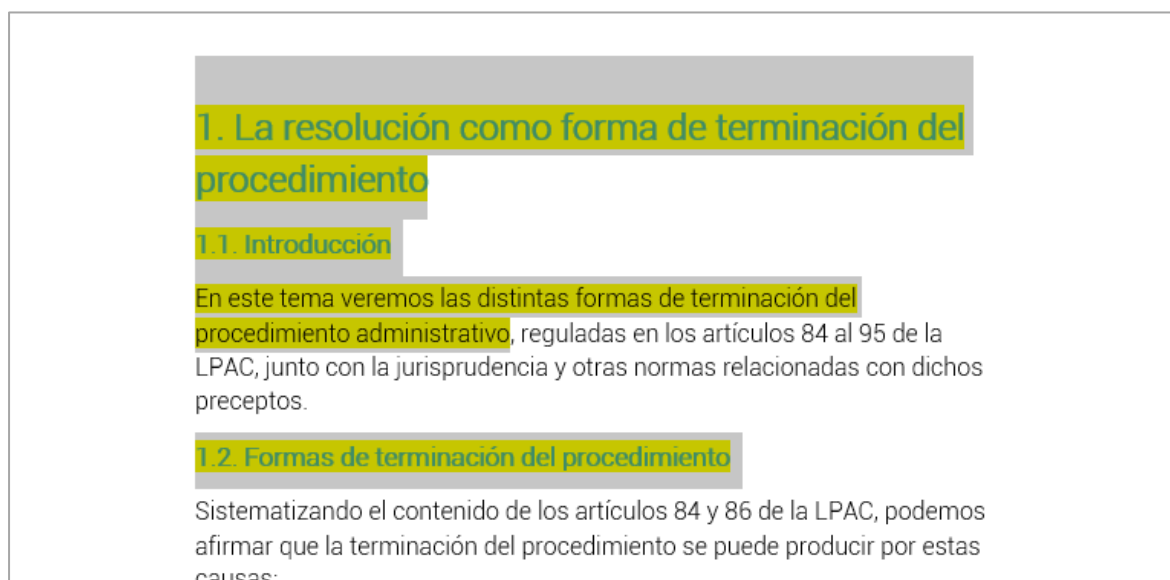 1. La resolución como forma de terminación del
procedimiento
1.1. Introducción
En este tema veremos las distintas formas de terminación del
procedimiento administrativo, reguladas en los artículos 84 al 95 de la
LPAC, junto con la jurisprudencia y otras normas relacionadas con dichos
preceptos.
1.2. Formas de terminación del procedimiento
Sistematizando el contenido de los artículos 84 y 86 de la LPAC, podemos
afirmar que la terminación del procedimiento se puede producir por estas
causas: